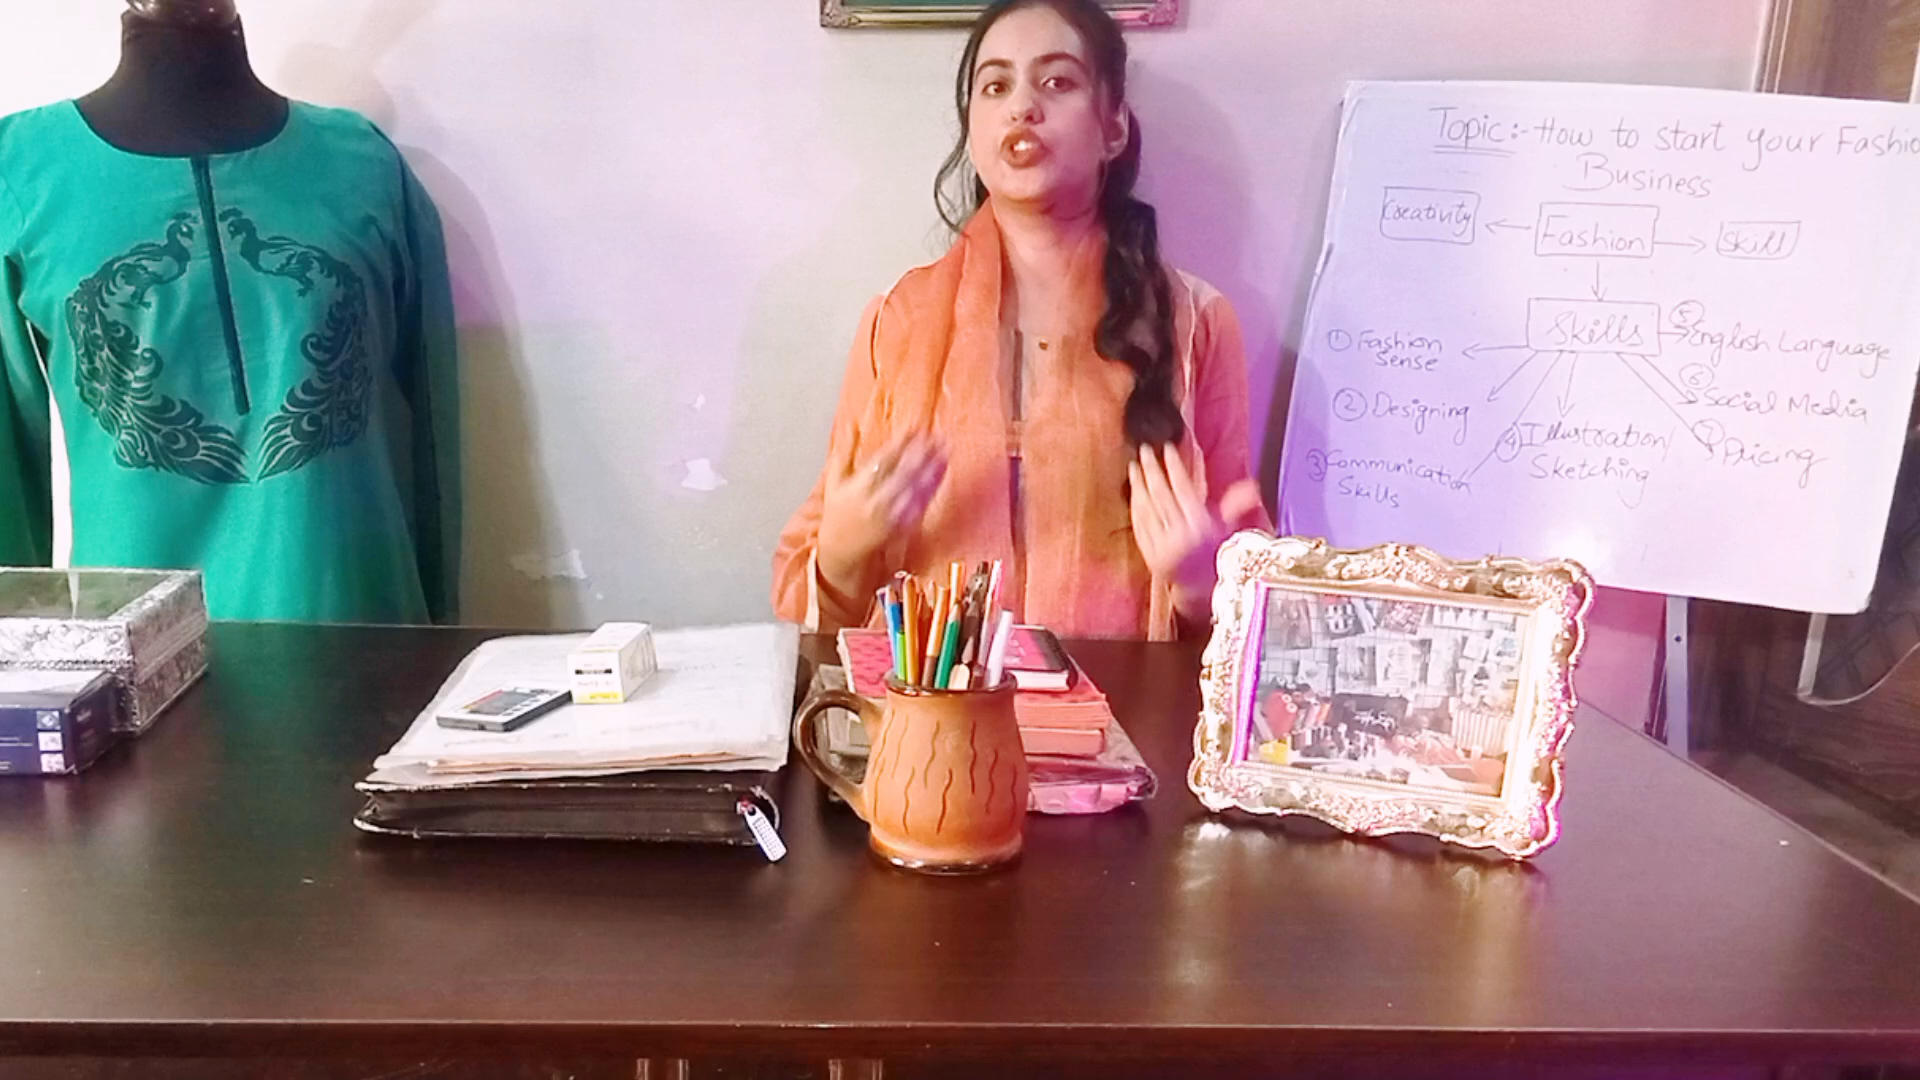 Topic:- How to start your Fashio
Business
Creativity
Fashion
Skill
Skills
① Fashion
Sense
② Designing
③ Communication
Skills
④ Illustration/
Sketching
⑤
English Language
⑥
Social Media
⑦ Pricing